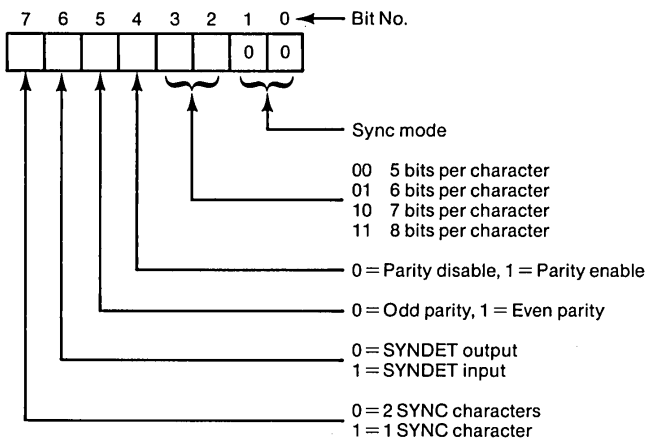 7 6 5 4 3 2 1 0 Bit No.
0 0
Sync mode
00 5 bits per character
01 6 bits per character
10 7 bits per character
11 8 bits per character
0 = Parity disable, 1 = Parity enable
0 = Odd parity, 1 = Even parity
0 = SYNDET output
1 = SYNDET input
0 = 2 SYNC characters
1 = 1 SYNC character